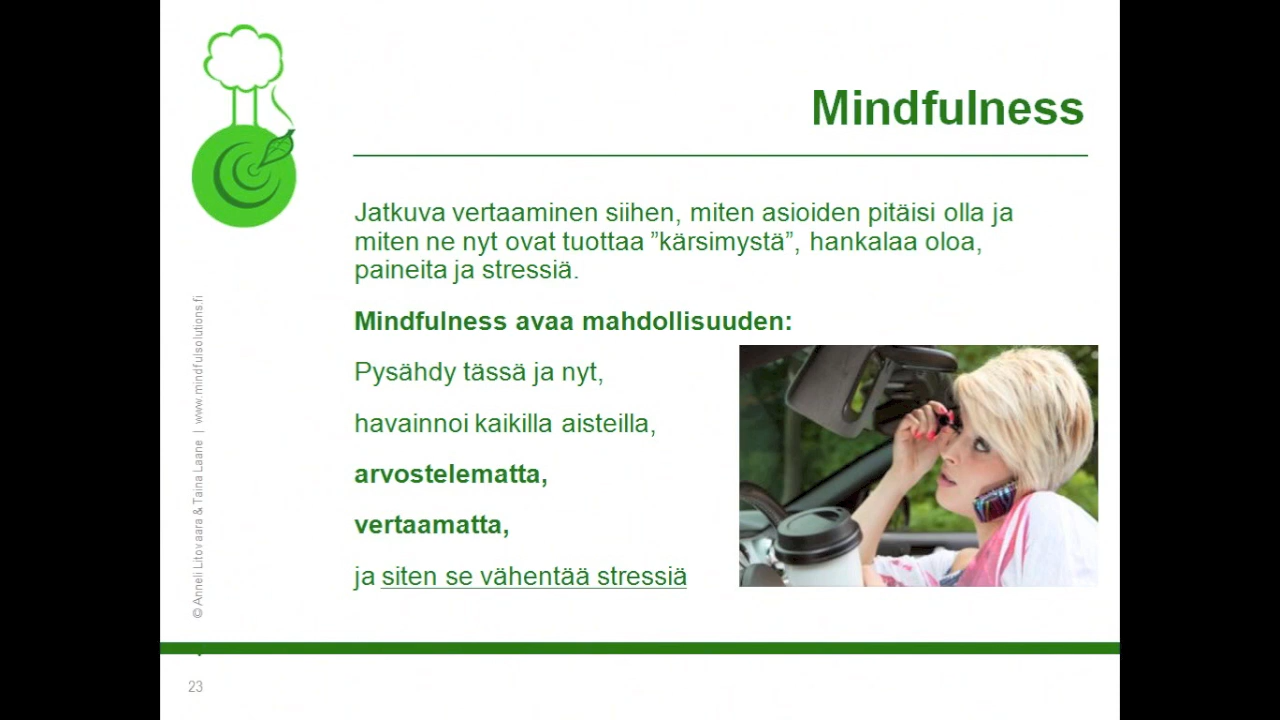 Mindfulness
Jatkuva vertaaminen siihen, miten asioiden pitäisi olla ja
miten ne nyt ovat tuottaa ”kärsimystä”, hankalaa oloa,
paineita ja stressiä.
Mindfulness avaa mahdollisuuden:
Pysähdy tässä ja nyt,
havainnoi kaikilla aisteilla,
arvostelematta,
vertaamatta,
ja siten se vähentää stressiä
© Anneli Litovaara & Taina Laane | www.mindfulsolutions.fi
23